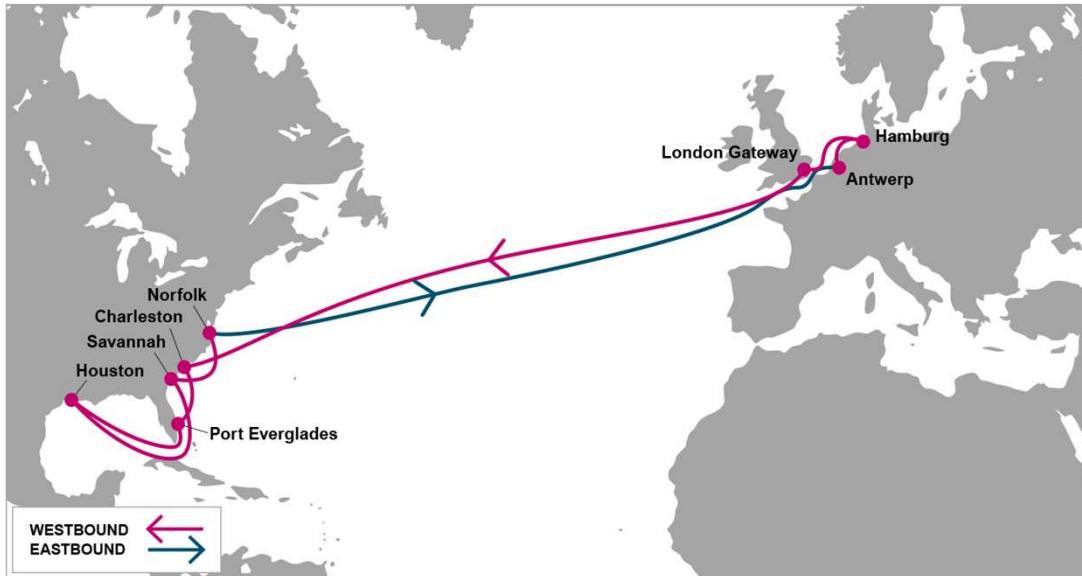 Hamburg
London Gateway
Antwerp
Norfolk
Charleston
Savannah
Houston
Port Everglades
WESTBOUND
EASTBOUND